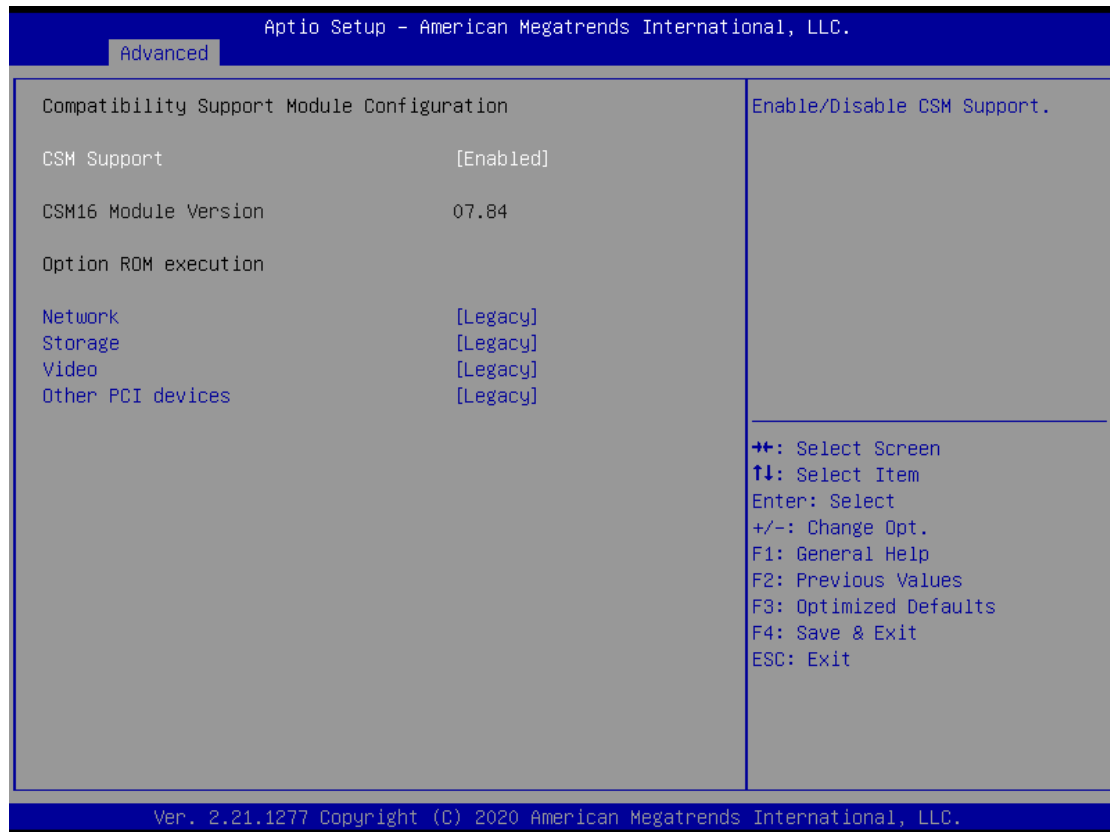 Aptio Setup – American Megatrends International, LLC.
Advanced
Compatibility Support Module Configuration
CSM Support [Enabled]
CSM16 Module Version 07.84
Option ROM execution
Network [Legacy]
Storage [Legacy]
Video [Legacy]
Other PCI devices [Legacy]
Enable/Disable CSM Support.
→←: Select Screen
↑↓: Select Item
Enter: Select
+/-: Change Opt.
F1: General Help
F2: Previous Values
F3: Optimized Defaults
F4: Save & Exit
ESC: Exit
Ver. 2.21.1277 Copyright (C) 2020 American Megatrends International, LLC.